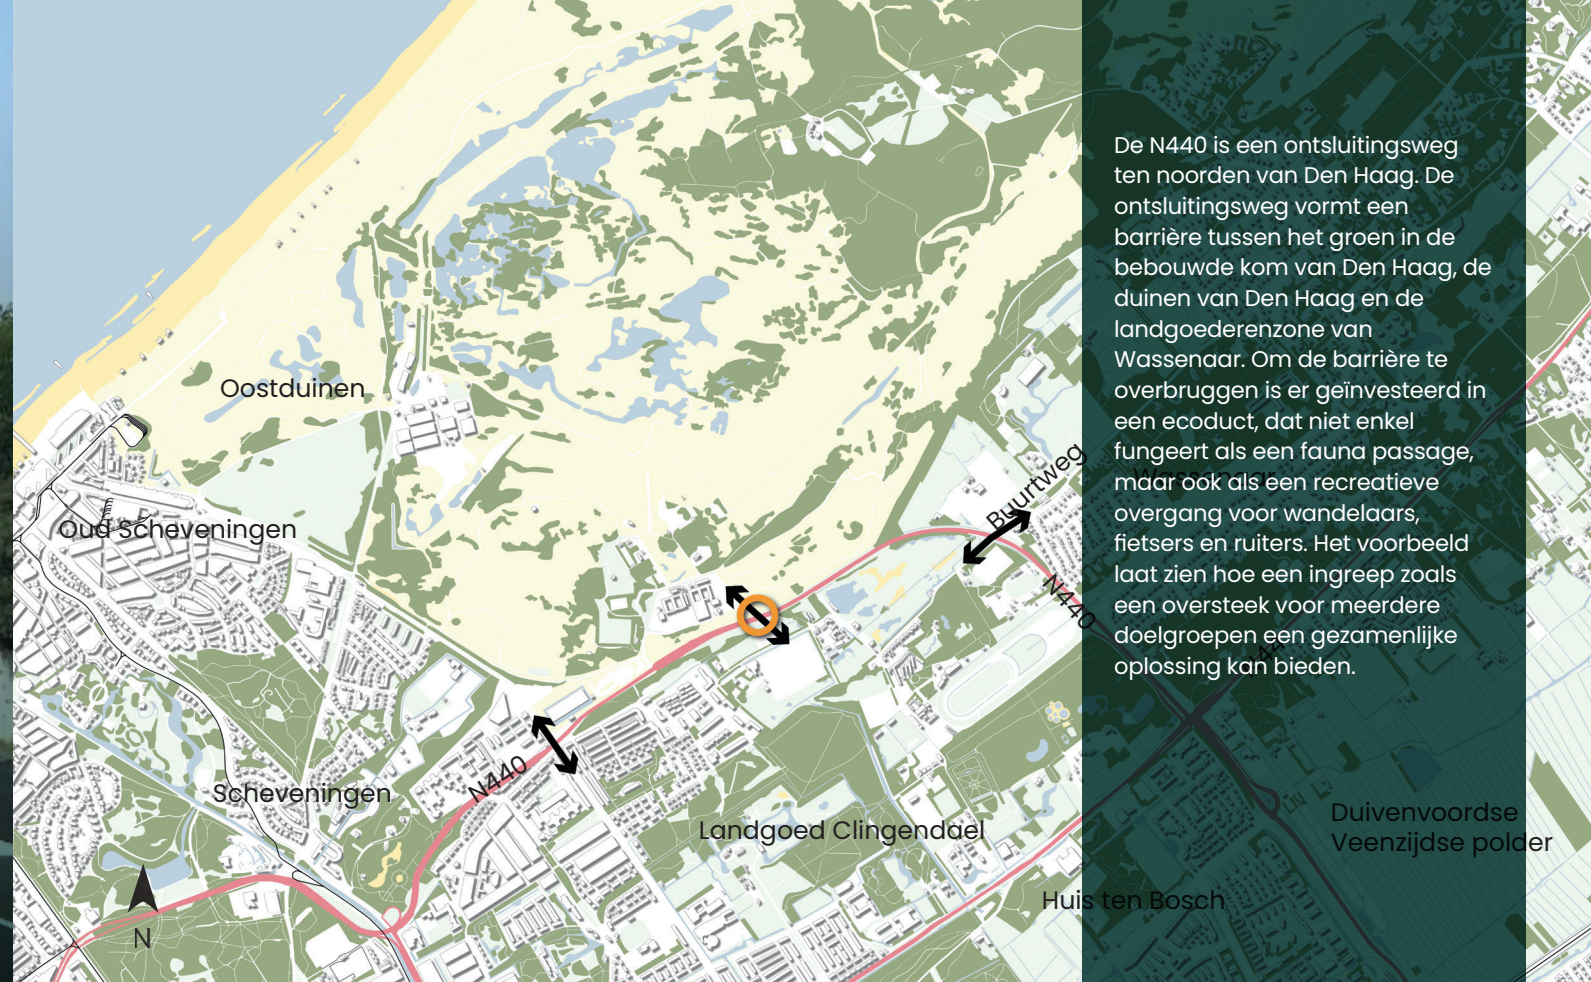 De N440 is een ontsluitingsweg
ten noorden van Den Haag. De
ontsluitingsweg vormt een
barrière tussen het groen in de
bebouwde kom van Den Haag, de
duinen van Den Haag en de
landgoederenzone van
Wassenaar. Om de barrière te
overbruggen is er geïnvesteerd in
een ecoduct, dat niet enkel
fungeert als een fauna passage,
maar ook als een recreatieve
overgang voor wandelaars,
fietsers en ruiters. Het voorbeeld
laat zien hoe een ingreep zoals
een oversteek voor meerdere
doelgroepen een gezamenlijke
oplossing kan bieden.
Oostduinen
Buurtweg
Wassenaar
Oud Scheveningen
N440
N440
Scheveningen
Landgoed Clingendael
Duivenvoordse
Veenzijdse polder
Huis ten Bosch
N